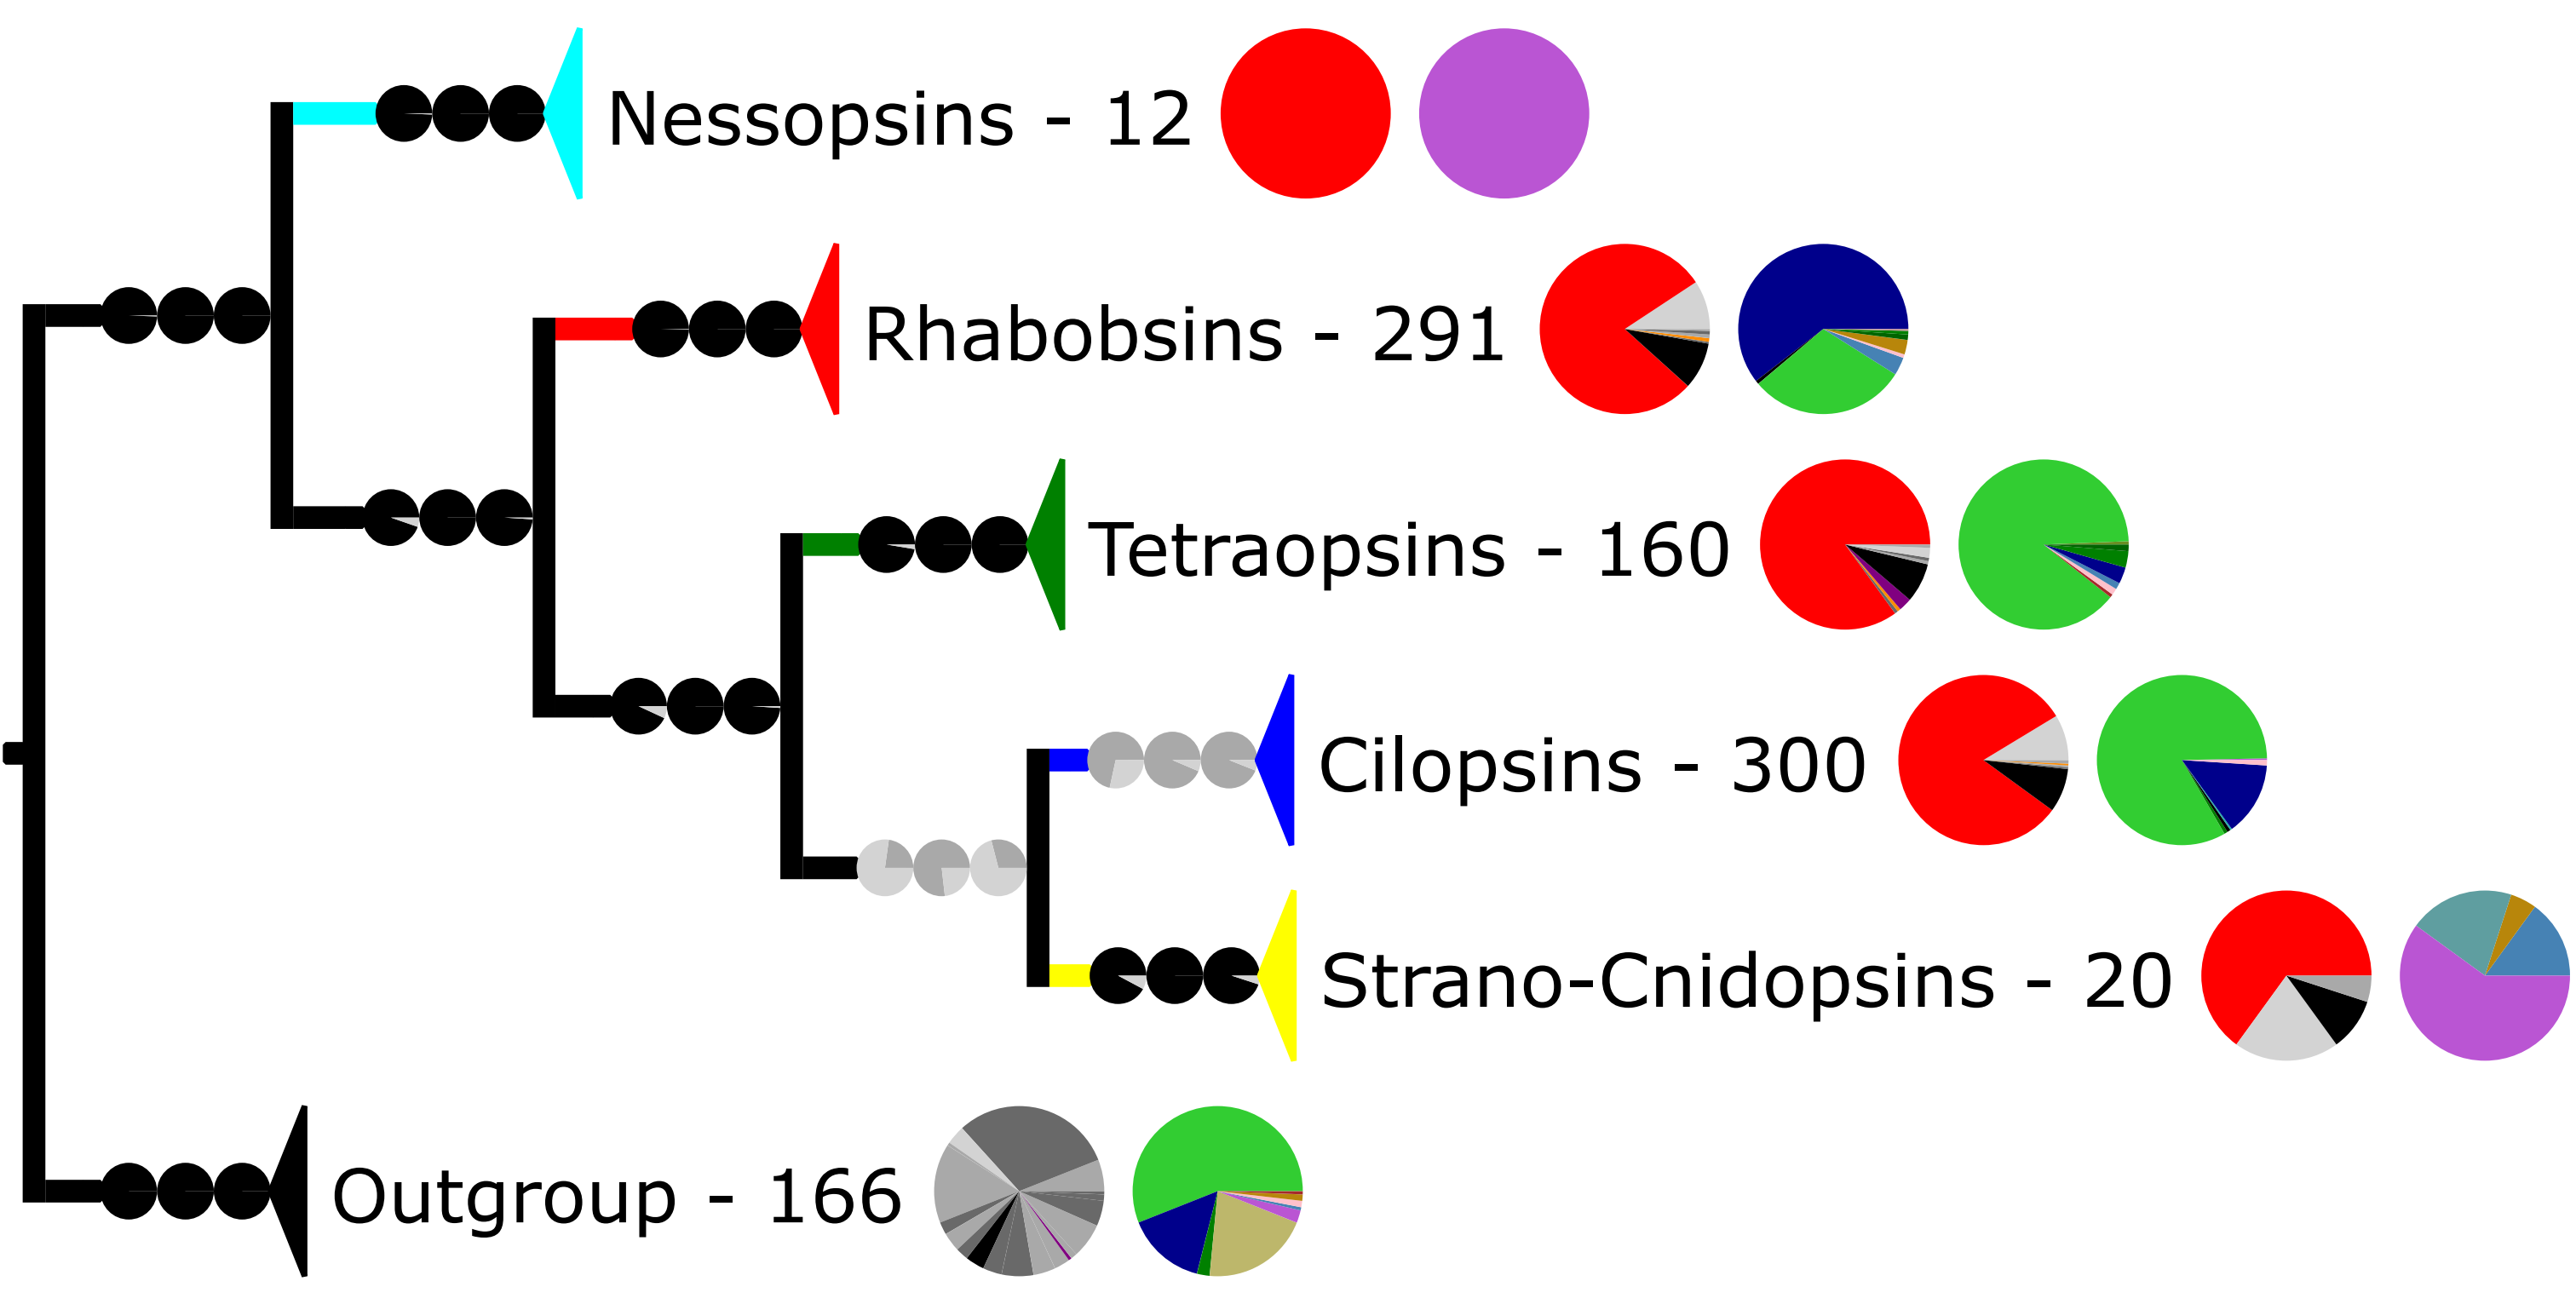 Nessopsins - 12
Rhabobsins - 291
Tetraopsins - 160
Cilopsins - 300
Strano-Cnidopsins - 20
Outgroup - 166